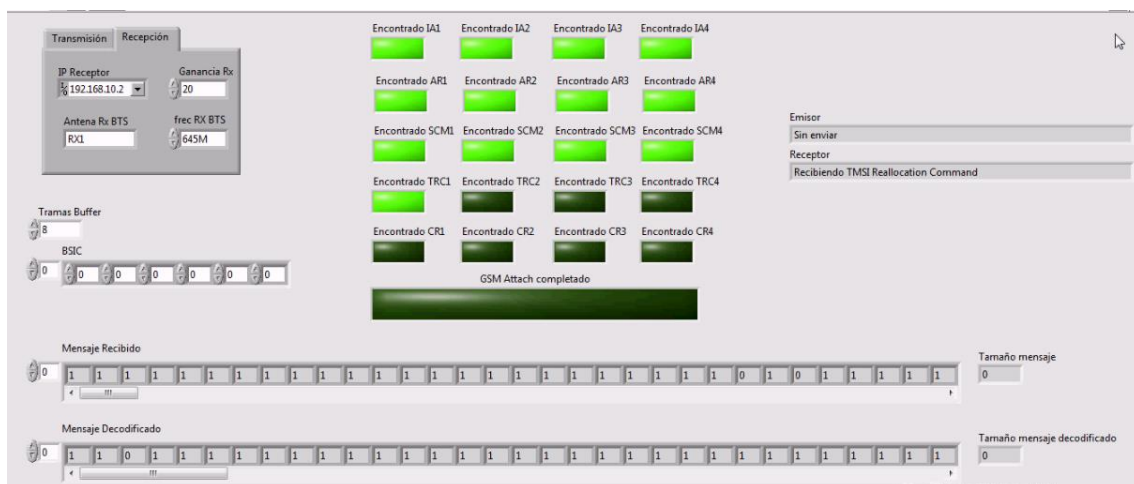 Transmisión Recepción
IP Receptor Ganancia Rx
192.168.10.2 20
Antena Rx BTS frec RX BTS
RX1 645M
Tramas Buffer
8
BSIC
0 0 0 0 0 0 0
Encontrado IA1 Encontrado IA2 Encontrado IA3 Encontrado IA4
Encontrado AR1 Encontrado AR2 Encontrado AR3 Encontrado AR4
Encontrado SCM1 Encontrado SCM2 Encontrado SCM3 Encontrado SCM4
Encontrado TRC1 Encontrado TRC2 Encontrado TRC3 Encontrado TRC4
Encontrado CR1 Encontrado CR2 Encontrado CR3 Encontrado CR4
GSM Attach completado
Emisor
Sin enviar
Receptor
Recibiendo TMSI Reallocation Command
Mensaje Recibido
0 1 1 1 1 1 1 1 1 1 1 1 1 1 1 1 1 1 1 1 1 1 1 1 1 0 1 0 1 1 1 1 1
Tamaño mensaje
0
Mensaje Decodificado
0 1 1 0 1 1 1 1 1 1 1 1 1 1 1 1 1 1 1 1 1 1 1 1 1 1 1 1 1 1 1 1 1
Tamaño mensaje decodificado
0